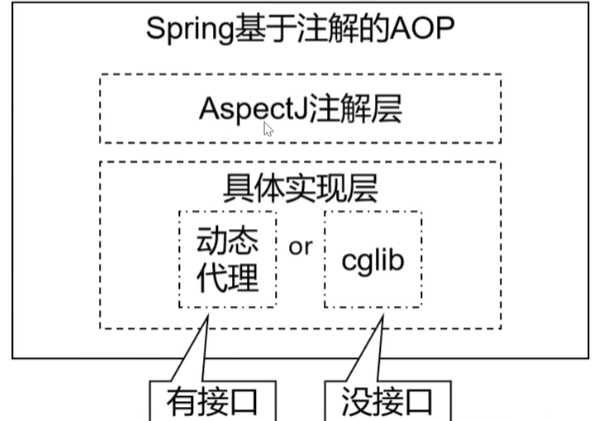 Spring基于注解的AOP
AspectJ注解层
具体实现层
动态
代理
or
cglib
有接口
没接口